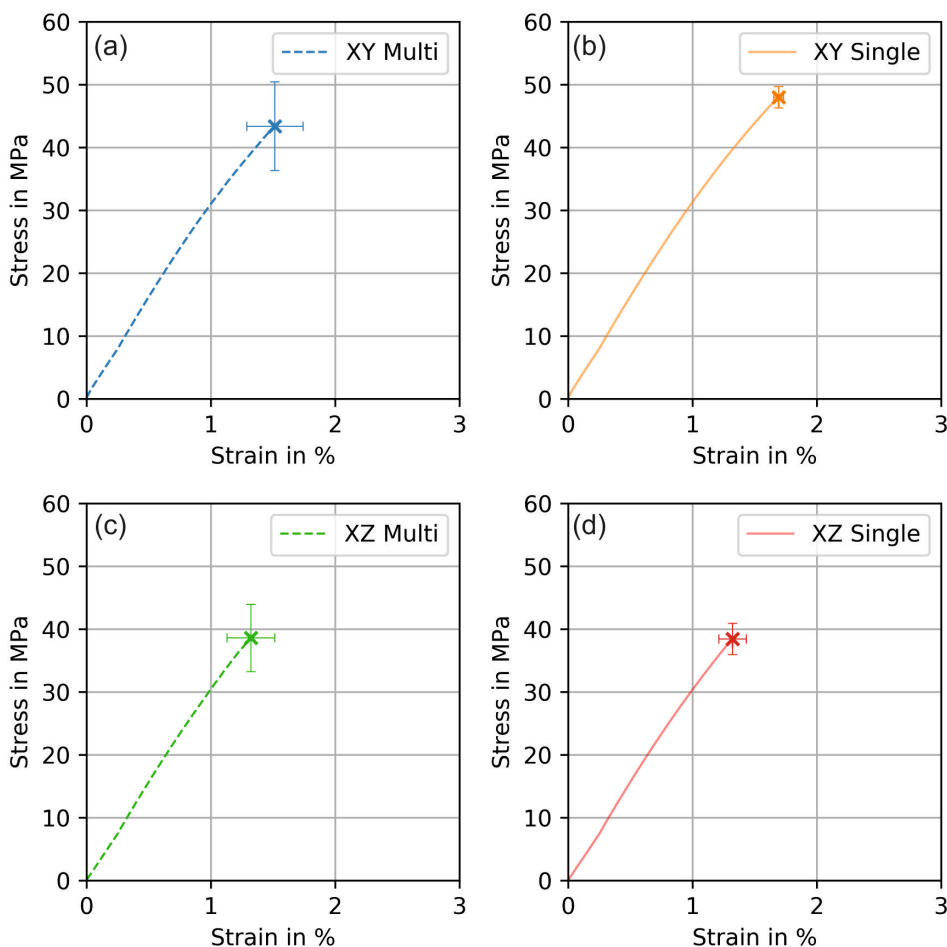 (a)
XY Multi
60
50
40
30
20
10
0
Stress in MPa
0 1 2 3
Strain in %
(b)
XY Single
60
50
40
30
20
10
0
Stress in MPa
0 1 2 3
Strain in %
(c)
XZ Multi
60
50
40
30
20
10
0
Stress in MPa
0 1 2 3
Strain in %
(d)
XZ Single
60
50
40
30
20
10
0
Stress in MPa
0 1 2 3
Strain in %